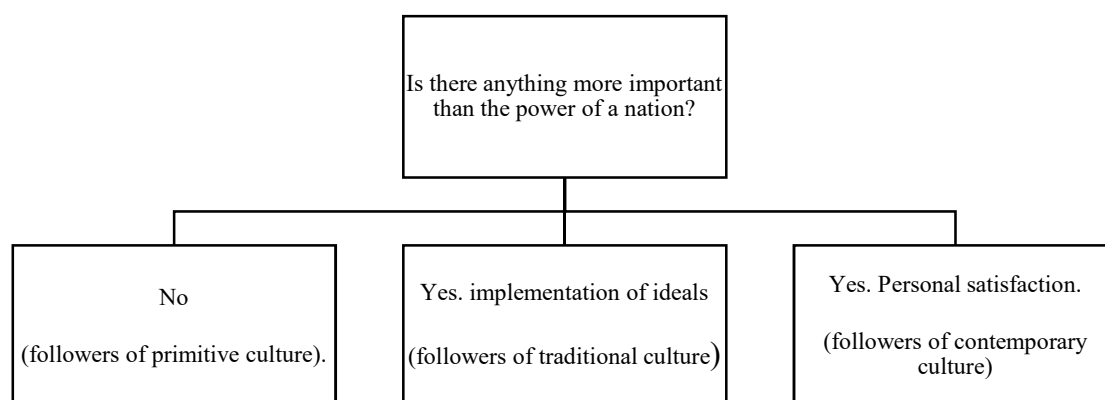 Is there anything more important
than the power of a nation?
No
(followers of primitive culture).
Yes. implementation of ideals
(followers of traditional culture)
Yes. Personal satisfaction.
(followers of contemporary
culture)